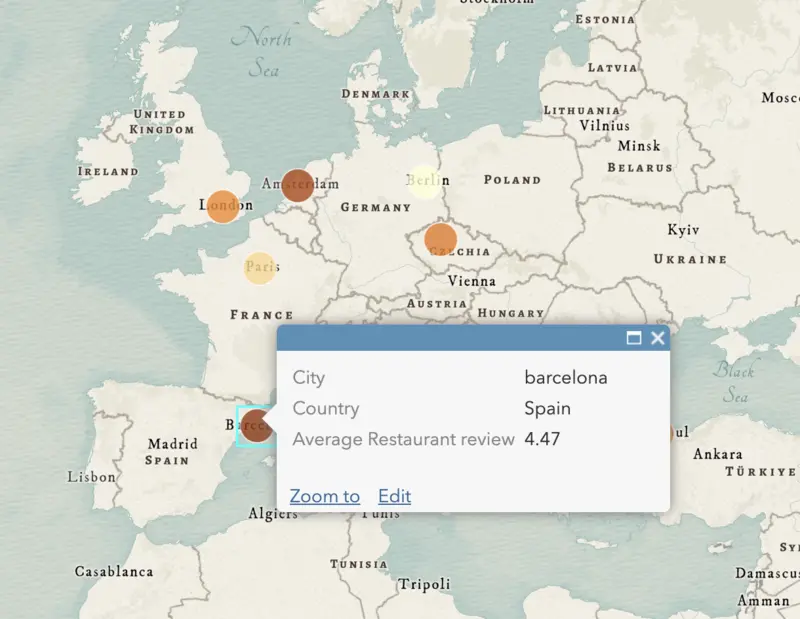 North
Sea
ESTONIA
LATVIA
DENMARK
LITHUANIA
Vilnius
Mosc
UNITED
KINGDOM
Minsk
BELARUS
IRELAND
London
Amsterdam
Berlin
POLAND
GERMANY
Kyiv
UKRAINE
CZECHIA
Paris
Vienna
AUSTRIA
HUNGARY
FRANCE
City barcelona
Country Spain
Average Restaurant review 4.47
Zoom to Edit
Black
Sea
Barce
ul
Madrid
SPAIN
Ankara
TÜRKIYE
Lisbon
Algiers
Tunis
Casablanca
TUNISIA
Tripoli
SY
Damascus
Amman